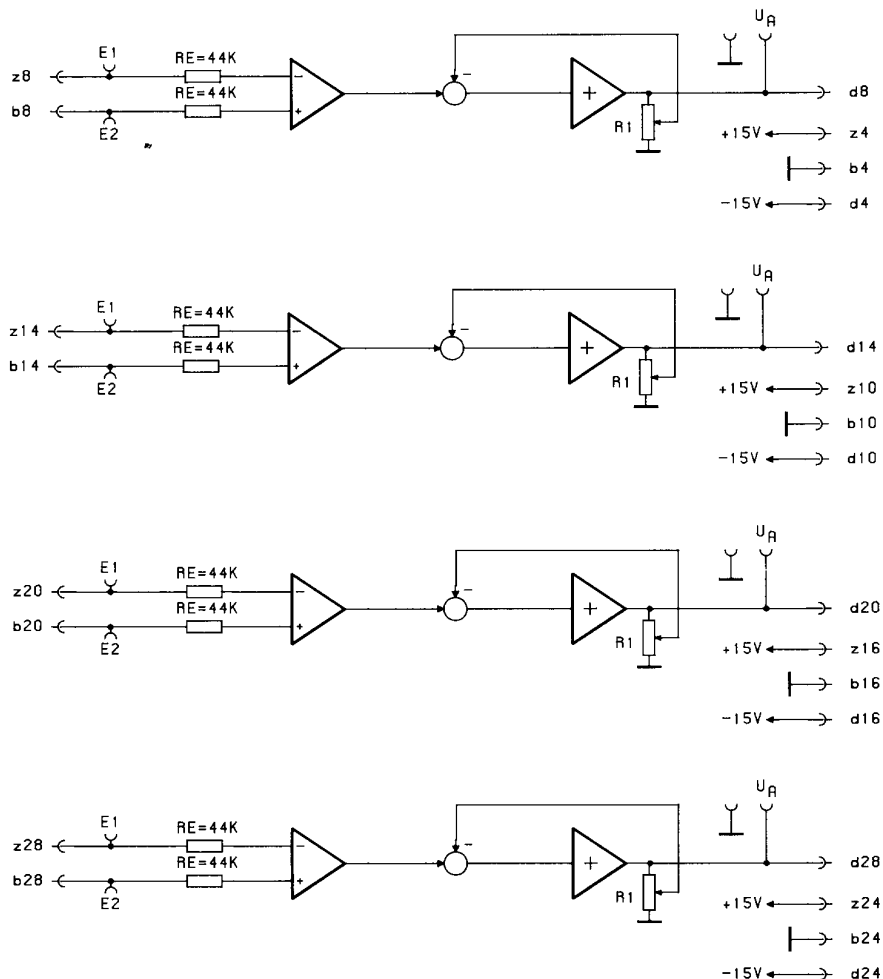 U_A
E1
RE=44K
z8
- -
RE=44K
b8
+ + d8
E2
R1
+15V z4
b4
-15V d4
U_A
E1
RE=44K
z14
- -
RE=44K
b14
+ + d14
E2
R1
+15V z10
b10
-15V d10
U_A
E1
RE=44K
z20
- -
RE=44K
b20
+ + d20
E2
R1
+15V z16
b16
-15V d16
U_A
E1
RE=44K
z28
- -
RE=44K
b28
+ + d28
E2
R1
+15V z24
b24
-15V d24